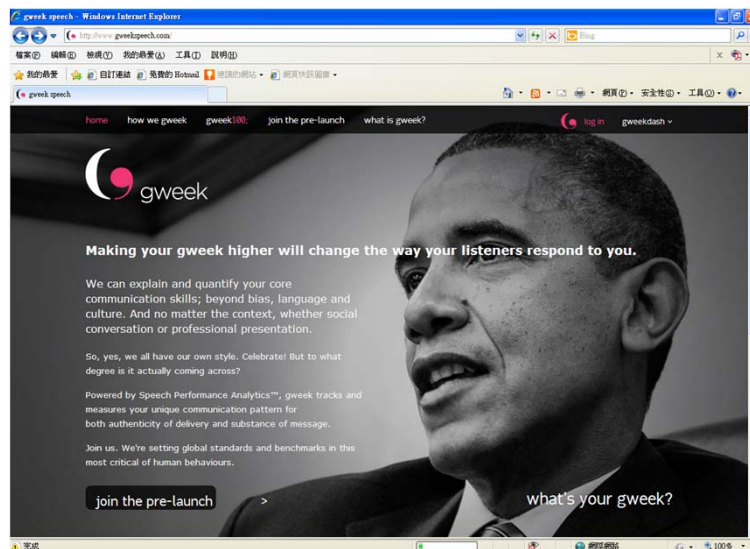 gweek speech - Windows Internet Explorer
http://www.gweekspeech.com/
Bing
檔案(F) 編輯(E) 檢視(V) 我的最愛(A) 工具(T) 說明(H)
我的最愛 自訂連結 免費的 Hotmail 建議的網站 網頁快訊圖庫
gweek speech
網頁(P) 安全性(S) 工具(O)
home how we gweek gweek100; join the pre-launch what is gweek? log in gweekdash
gweek
Making your gweek higher will change the way your listeners respond to you.
We can explain and quantify your core
communication skills; beyond bias, language and
culture. And no matter the context, whether social
conversation or professional presentation.
So, yes, we all have our own style. Celebrate! But to what
degree is it actually coming across?
Powered by Speech Performance Analytics™, gweek tracks and
measures your unique communication pattern for
both authenticity of delivery and substance of message.
Join us. We're setting global standards and benchmarks in this
most critical of human behaviours.
join the pre-launch >
what's your gweek?
完成 網際網路 100%